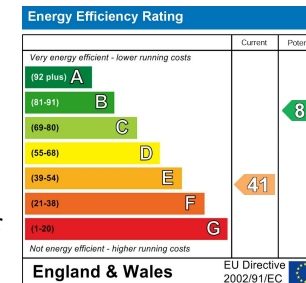 Energy Efficiency Rating
Current
Very energy efficient - lower running costs
(92 plus) A
(81-91) B
(69-80) C
(55-68) D
(39-54) E
41
(21-38) F
(1-20) G
Not energy efficient - higher running costs
England & Wales
EU Directive
2002/91/EC